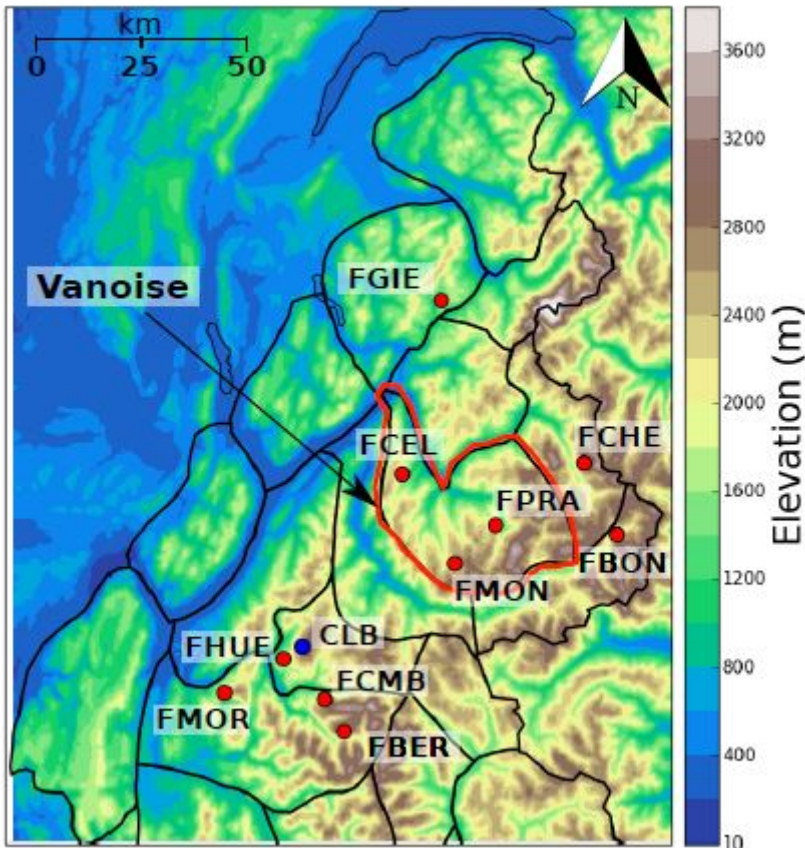 km
0 25 50
N
Vanoise
FGIE
FCEL
FCHE
FPRA
FBON
FMON
FHUE
CLB
FCMB
FMOR
FBER
3600
3200
2800
2400
2000
1600
1200
800
400
10
Elevation (m)